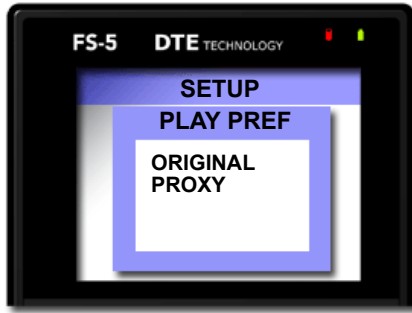 FS-5 DTE TECHNOLOGY
SETUP
PLAY PREF
ORIGINAL
PROXY